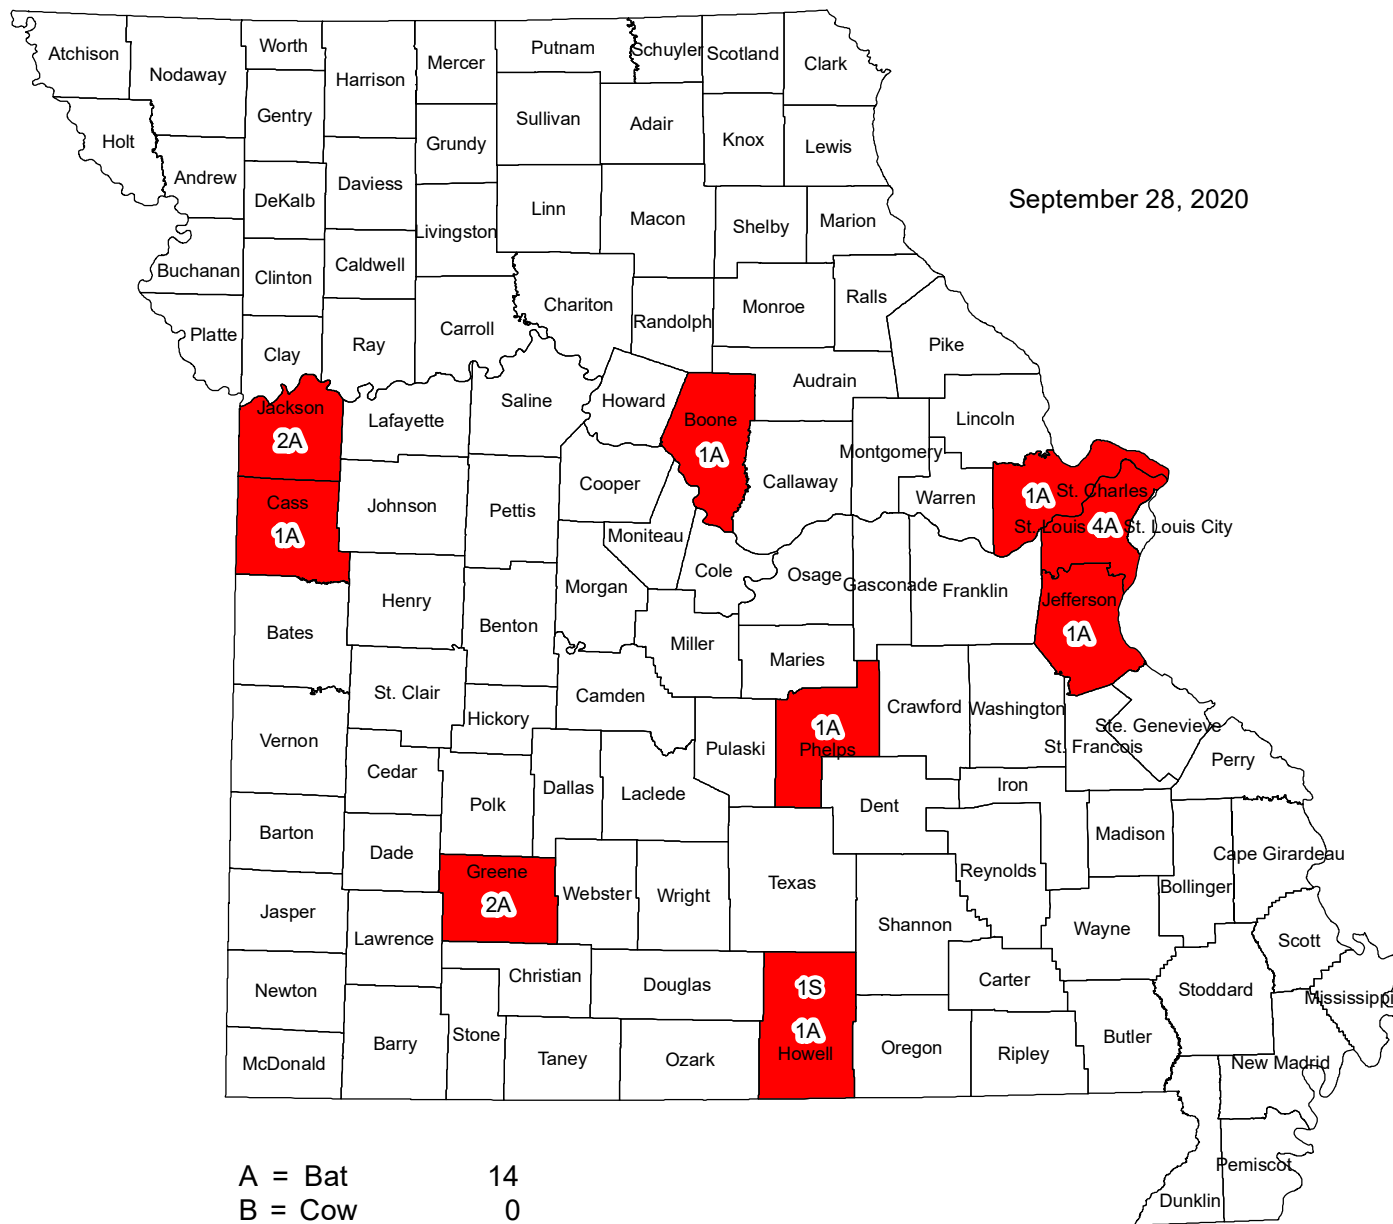 Atchison
Nodaway
Worth
Harrison
Mercer
Putnam
Schuyler
Scotland
Clark
Gentry
Sullivan
Adair
Knox
Lewis
Holt
Andrew
DeKalb
Daviess
Grundy
Livingston
Linn
Macon
Shelby
Marion
September 28, 2020
Buchanan
Clinton
Caldwell
Chariton
Randolph
Monroe
Ralls
Platte
Clay
Ray
Carroll
Pike
Audrain
Jackson
2A
Lafayette
Saline
Howard
Boone
1A
Lincoln
Montgomery
Callaway
Warren
1A
St. Charles
Cass
1A
Johnson
Pettis
Cooper
Moniteau
St. Louis
4A
St. Louis City
Cole
Osage
Gasconade
Franklin
Jefferson
1A
Bates
Henry
Benton
Morgan
Miller
Maries
St. Clair
Camden
Hickory
Crawford
Washington
Vernon
Pulaski
1A
Phelps
St. Francois
Ste. Genevieve
Perry
Cedar
Polk
Dallas
Laclede
Dent
Iron
Barton
Dade
Madison
Cape Girardeau
Bollinger
Greene
2A
Webster
Wright
Texas
Reynolds
Jasper
Lawrence
Shannon
Wayne
Scott
Newton
Christian
Douglas
1S
1A
Howell
Carter
Stoddard
Mississippi
McDonald
Barry
Stone
Taney
Ozark
Oregon
Ripley
Butler
New Madrid
Pemiscot
Dunklin
A = Bat 14
B = Cow 0